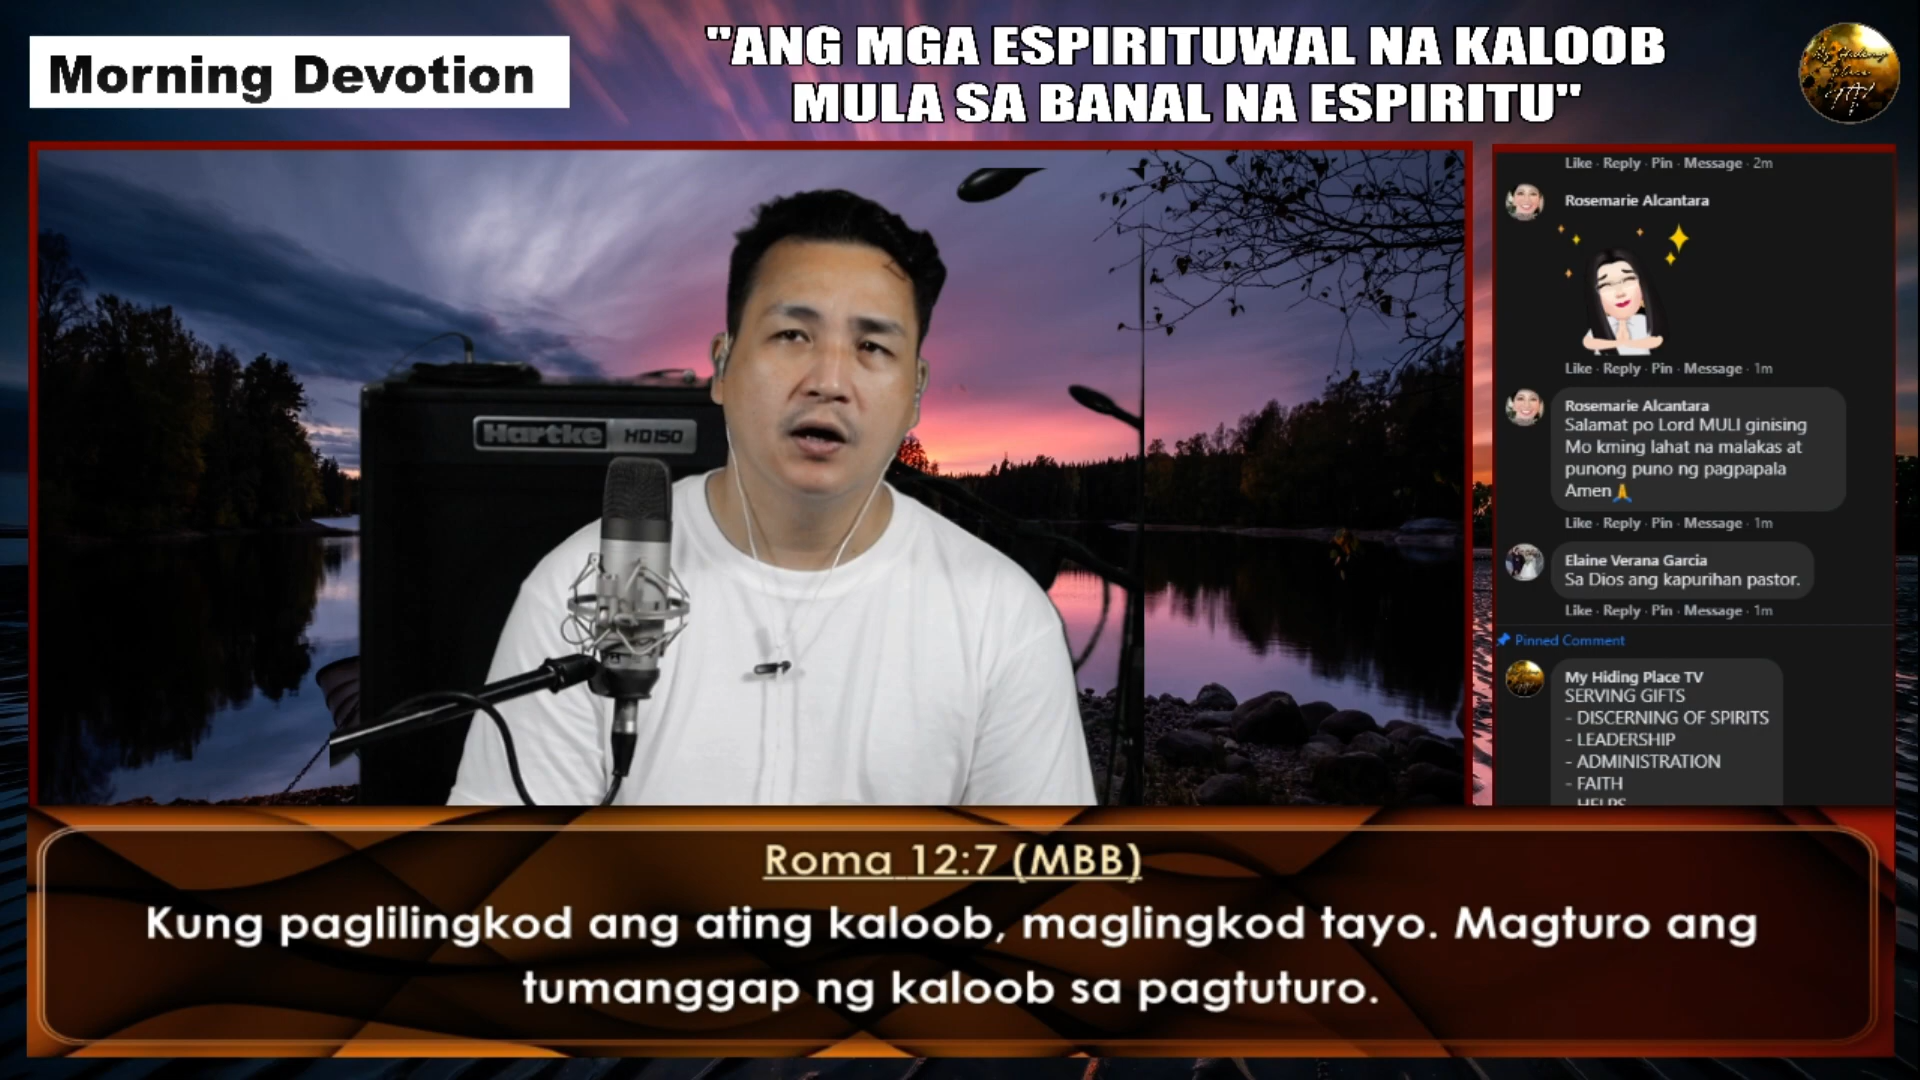 Morning Devotion
"ANG MGA ESPIRITUWAL NA KALOOB
MULA SA BANAL NA ESPIRITU"
My Hiding
Place
Hartke HD150
Like · Reply · Pin · Message · 2m
Rosemarie Alcantara
Like · Reply · Pin · Message · 1m
Rosemarie Alcantara
Salamat po Lord MULI ginising
Mo kming lahat na malakas at
punong puno ng pagpapala
Amen🙏
Like · Reply · Pin · Message · 1m
Elaine Verana Garcia
Sa Dios ang kapurihan pastor.
Like · Reply · Pin · Message · 1m
Pinned Comment
My Hiding Place TV
SERVING GIFTS
- DISCERNING OF SPIRITS
- LEADERSHIP
- ADMINISTRATION
- FAITH
HELPS
Roma 12:7 (MBB)
Kung paglilingkod ang ating kaloob, maglingkod tayo. Magturo ang
tumanggap ng kaloob sa pagtuturo.